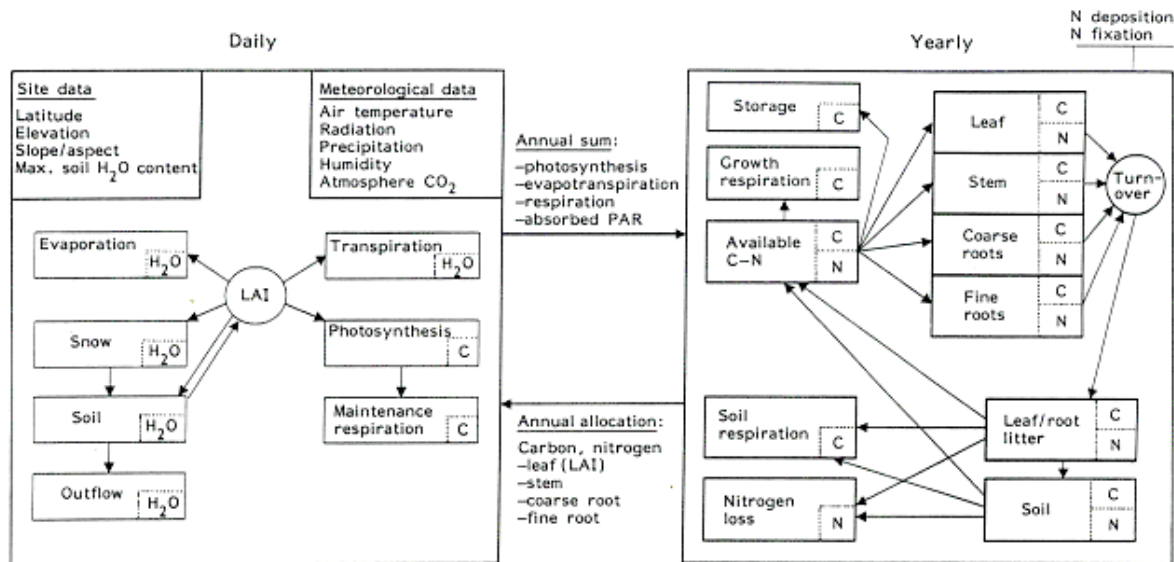 N deposition
N fixation
Daily
Yearly
Site data
Latitude
Elevation
Slope/aspect
Max. soil H₂O content
Meteorological data
Air temperature
Radiation
Precipitation
Humidity
Atmosphere CO₂
Evaporation
H₂O
Transpiration
H₂O
LAI
Snow
H₂O
Photosynthesis
C
Soil
H₂O
Maintenance
respiration
C
Outflow
H₂O
Annual sum:
–photosynthesis
–evapotranspiration
–respiration
–absorbed PAR
Annual allocation:
Carbon, nitrogen
–leaf (LAI)
–stem
–coarse root
–fine root
Storage
C
Growth
respiration
C
Available
C–N
C
N
Leaf
C
N
Stem
C
N
Coarse
roots
C
N
Fine
roots
C
N
Turn-
over
Soil
respiration
C
Leaf/root
litter
C
N
Nitrogen
loss
N
Soil
C
N